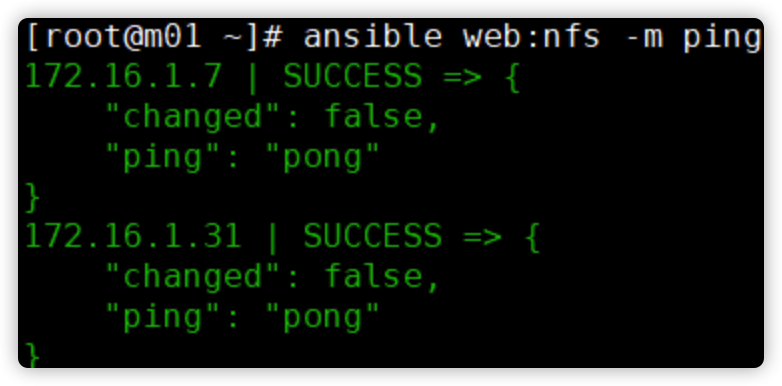 [root@m01 ~]# ansible web:nfs -m ping
172.16.1.7 | SUCCESS => {
    "changed": false,
    "ping": "pong"
}
172.16.1.31 | SUCCESS => {
    "changed": false,
    "ping": "pong"
}